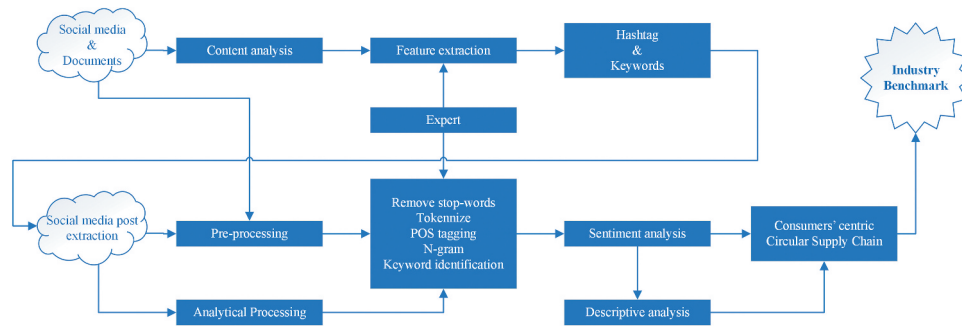 Social media
&
Documents
Content analysis
Feature extraction
Hashtag
&
Keywords
Industry
Benchmark
Expert
Social media post
extraction
Pre-processing
Remove stop-words
Tokennize
POS tagging
N-gram
Keyword identification
Sentiment analysis
Consumers' centric
Circular Supply Chain
Analytical Processing
Descriptive analysis